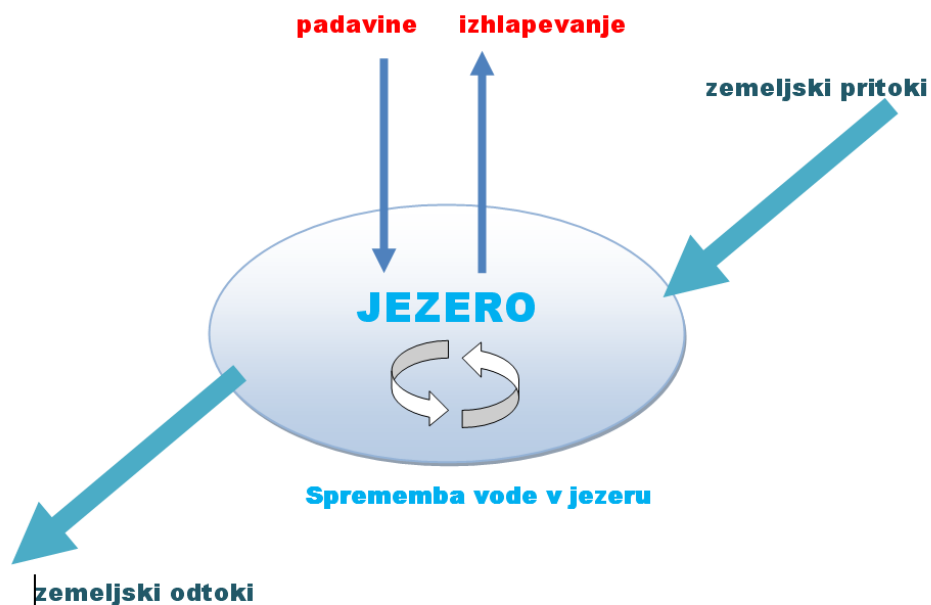 padavine izhlapevanje
zemeljski pritoki
JEZERO
Sprememba vode v jezeru
zemeljski odtoki